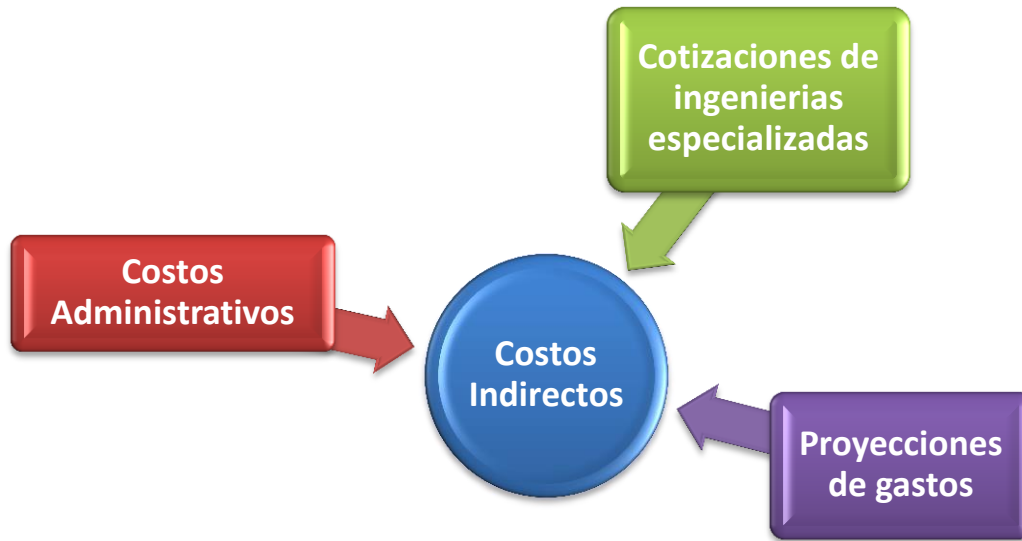 Cotizaciones de
ingenierias
especializadas
Costos
Administrativos
Costos
Indirectos
Proyecciones
de gastos